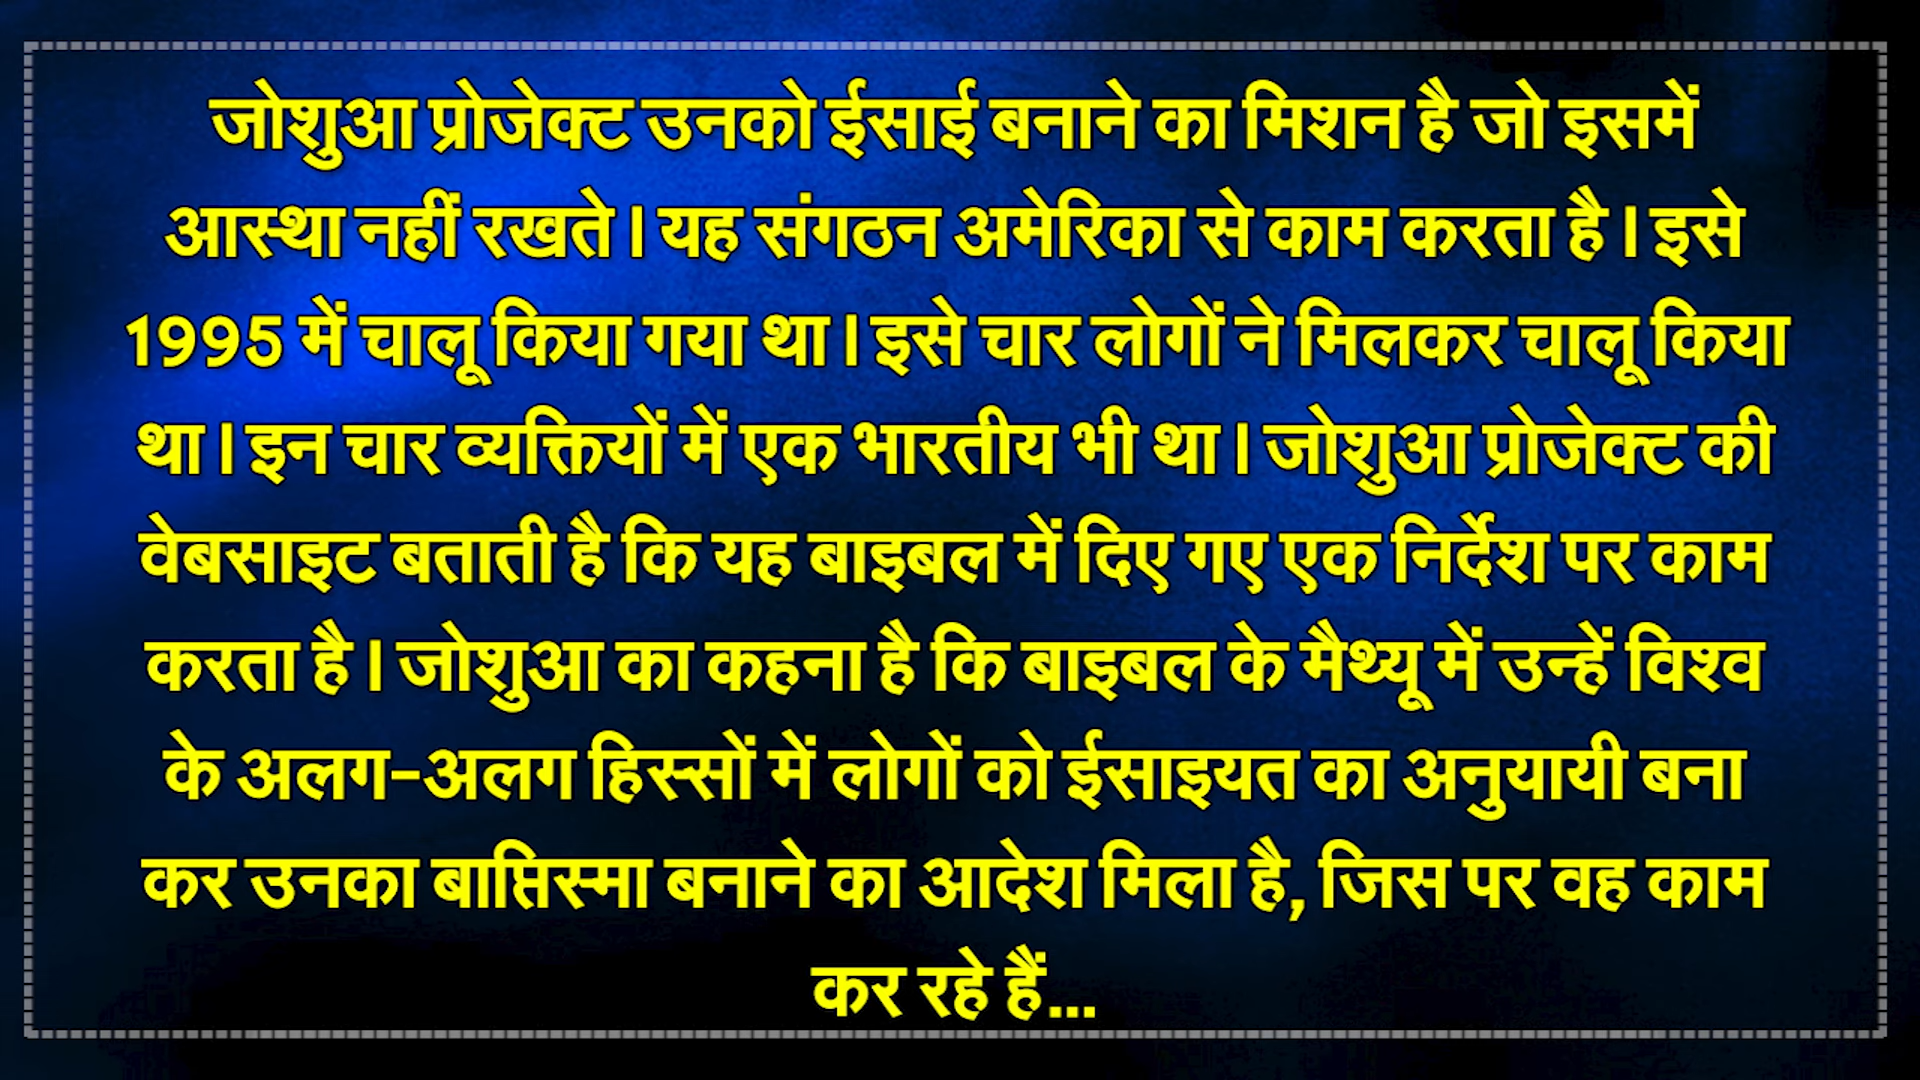 जोशुआ प्रोजेक्ट उनको ईसाई बनाने का मिशन है जो इसमें
आस्था नहीं रखते । यह संगठन अमेरिका से काम करता है । इसे
1995 में चालू किया गया था । इसे चार लोगों ने मिलकर चालू किया
था । इन चार व्यक्तियों में एक भारतीय भी था । जोशुआ प्रोजेक्ट की
वेबसाइट बताती है कि यह बाइबल में दिए गए एक निर्देश पर काम
करता है । जोशुआ का कहना है कि बाइबल के मैथ्यू में उन्हें विश्व
के अलग-अलग हिस्सों में लोगों को ईसाइयत का अनुयायी बना
कर उनका बाप्तिस्मा बनाने का आदेश मिला है, जिस पर वह काम
कर रहे हैं...